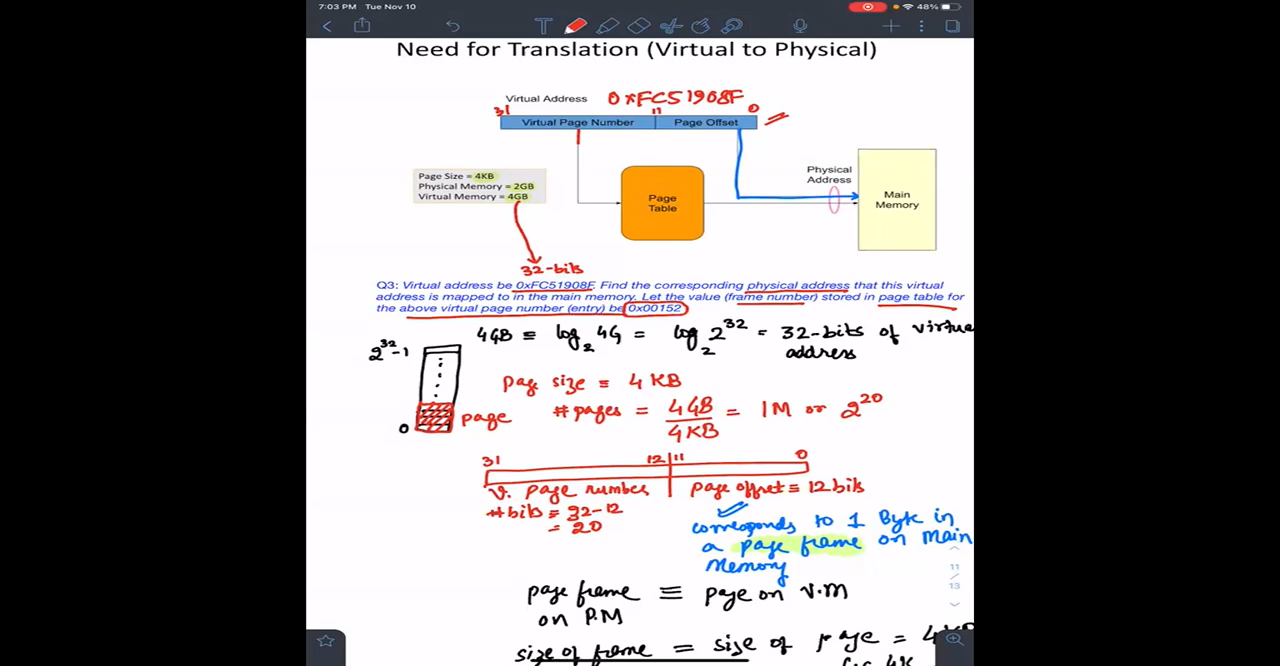 7:03 PM Tue Nov 10
48%
Need for Translation (Virtual to Physical)
Virtual Address 0xFC51908F
31 11 0
Virtual Page Number Page Offset
Page Size = 4KB
Physical Memory = 2GB
Virtual Memory = 4GB
Page
Table
Physical
Address
Main
Memory
32-bits
Q3: Virtual address be 0xFC51908F. Find the corresponding physical address that this virtual
address is mapped to in the main memory. Let the value (frame number) stored in page table for
the above virtual page number (entry) be 0x00152
4GB = log2 4G = log2 2^32 = 32-bits of virtue
address
2^32-1
page size = 4 KB
# pages = 4GB/4KB = 1M or 2^20
0 page
31 12 11 0
V. page number page offset = 12 bits
# bits = 32-12
= 20
corresponds to 1 Byte in
a page frame on Main
Memory
11
/
13
page frame ≡ page on V.M
on P.M
size of frame = size of page =